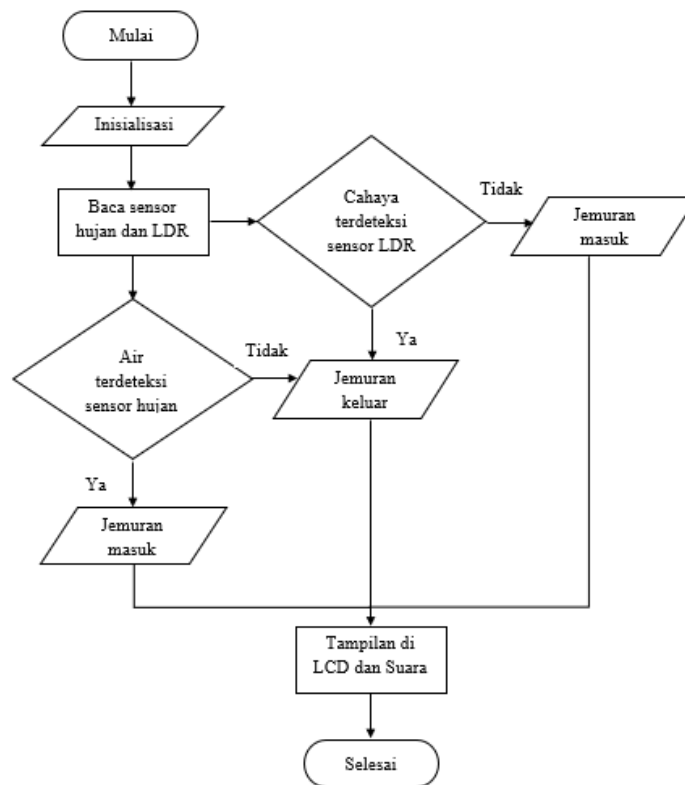 Mulai
Inisialisasi
Baca sensor
hujan dan LDR
Cahaya
terdeteksi
sensor LDR
Tidak
Jemuran
masuk
Ya
Air
terdeteksi
sensor hujan
Tidak
Jemuran
keluar
Ya
Jemuran
masuk
Tampilan di
LCD dan Suara
Selesai